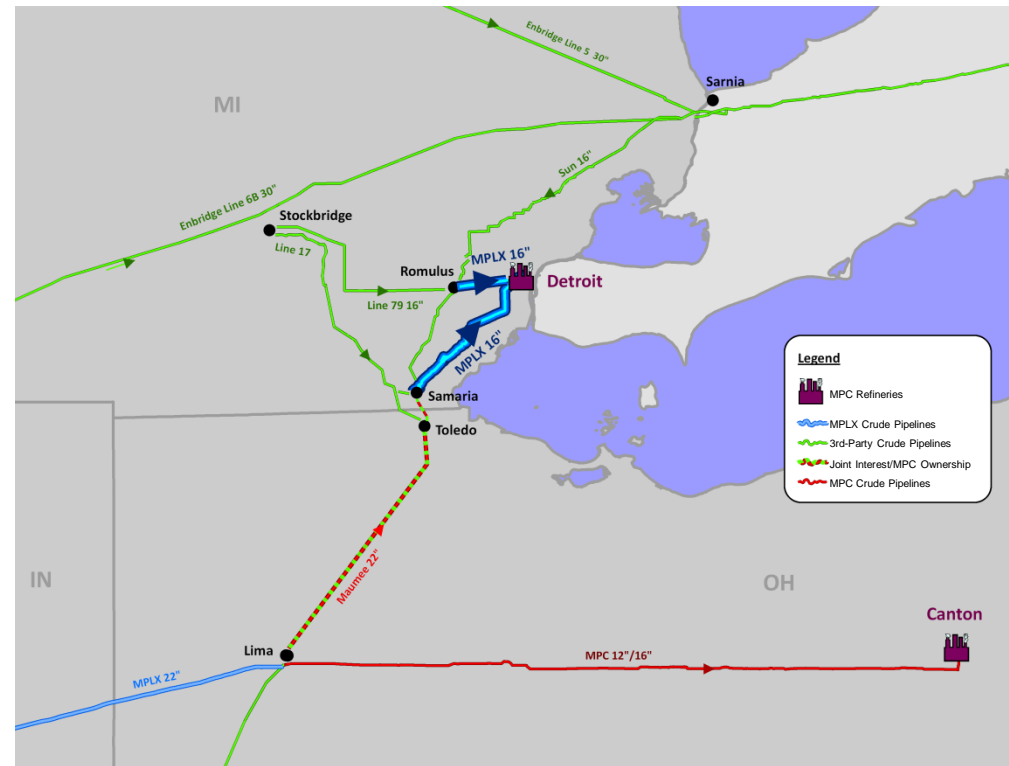 Enbridge Line 5 30"
Sarnia
MI
Sun 16"
Enbridge Line 6B 30"
Stockbridge
Line 17
MPLX 16"
Romulus
Detroit
Line 79 16"
MPLX 16"
Legend
MPC Refineries
MPLX Crude Pipelines
3rd-Party Crude Pipelines
Joint Interest/MPC Ownership
MPC Crude Pipelines
Samaria
Toledo
Maumee 22"
IN
OH
Canton
Lima
MPC 12"/16"
MPLX 22"